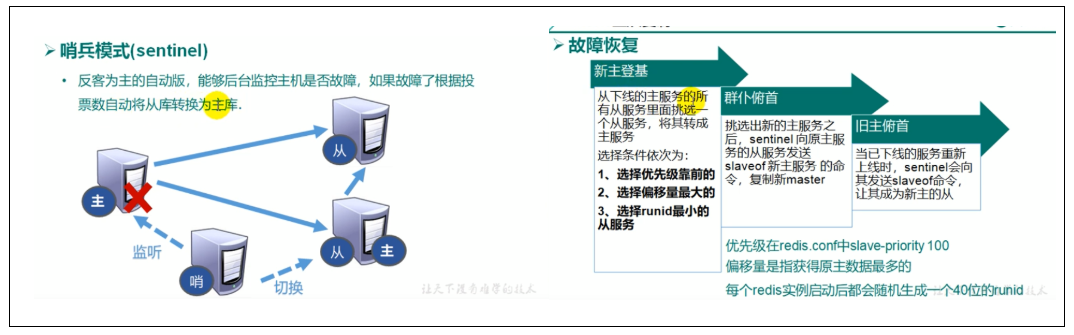 ➢ 哨兵模式(sentinel)
• 反客为主的自动版，能够后台监控主机是否故障，如果故障了根据投
票数自动将从库转换为主库.
从
主
监听
哨
切换
从
主
让天下没有难学的技术
➢ 故障恢复
新主登基
从下线的主服务的所
有从服务里面挑选一
个从服务，将其转成
主服务
选择条件依次为：
1、选择优先级靠前的
2、选择偏移量最大的
3、选择runid最小的
从服务
群仆俯首
挑选出新的主服务之
后，sentinel 向原主服
务的从服务发送
slaveof 新主服务 的命
令，复制新master
旧主俯首
当已下线的服务重新
上线时，sentinel会向
其发送slaveof命令，
让其成为新主的从
优先级在redis.conf中slave-priority 100
偏移量是指获得原主数据最多的
每个redis实例启动后都会随机生成一个40位的runid